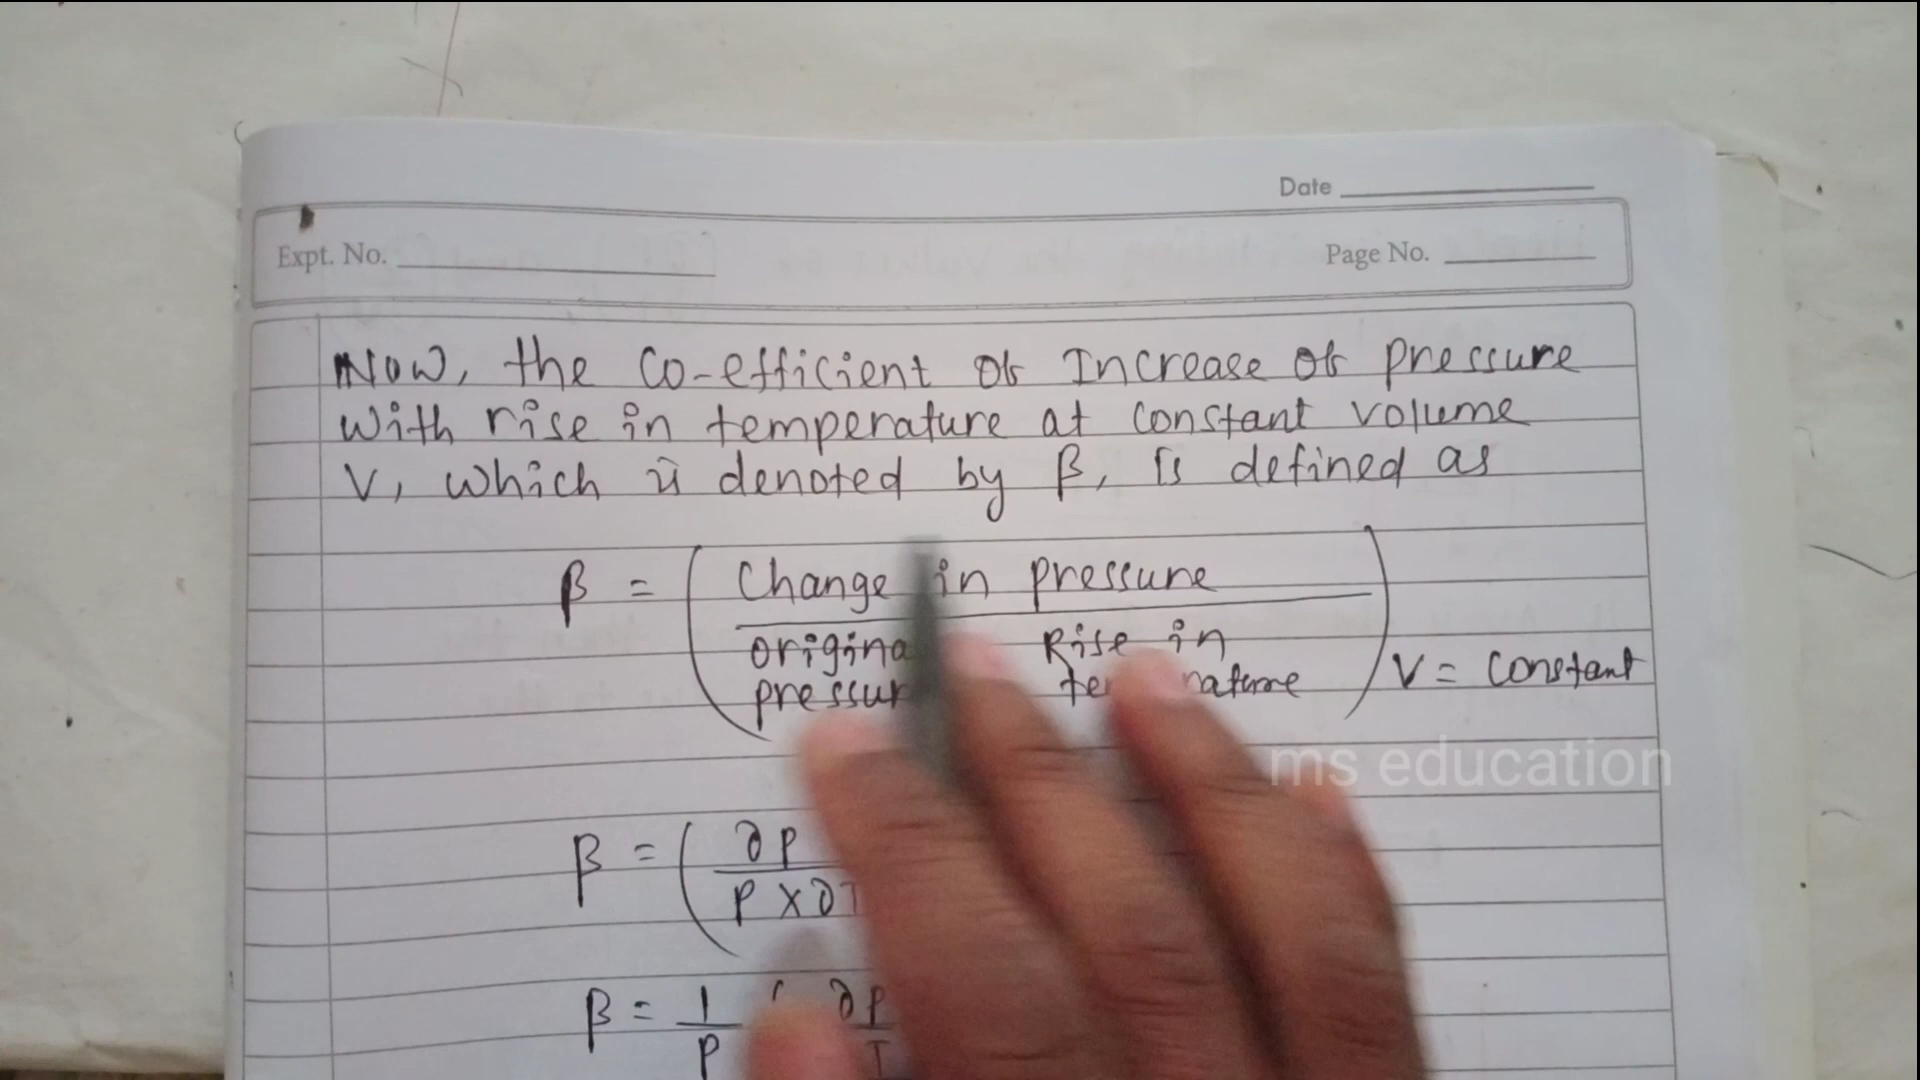 Date
Expt. No.
Page No.
Now, the co-efficient of Increase of pressure
with rise in temperature at constant volume
V, which is denoted by β, is defined as
β = ( Change in pressure
Rise in
V = constant
ms education
β = ( ∂P
P X ∂T
β = 1 ( ∂P
P T